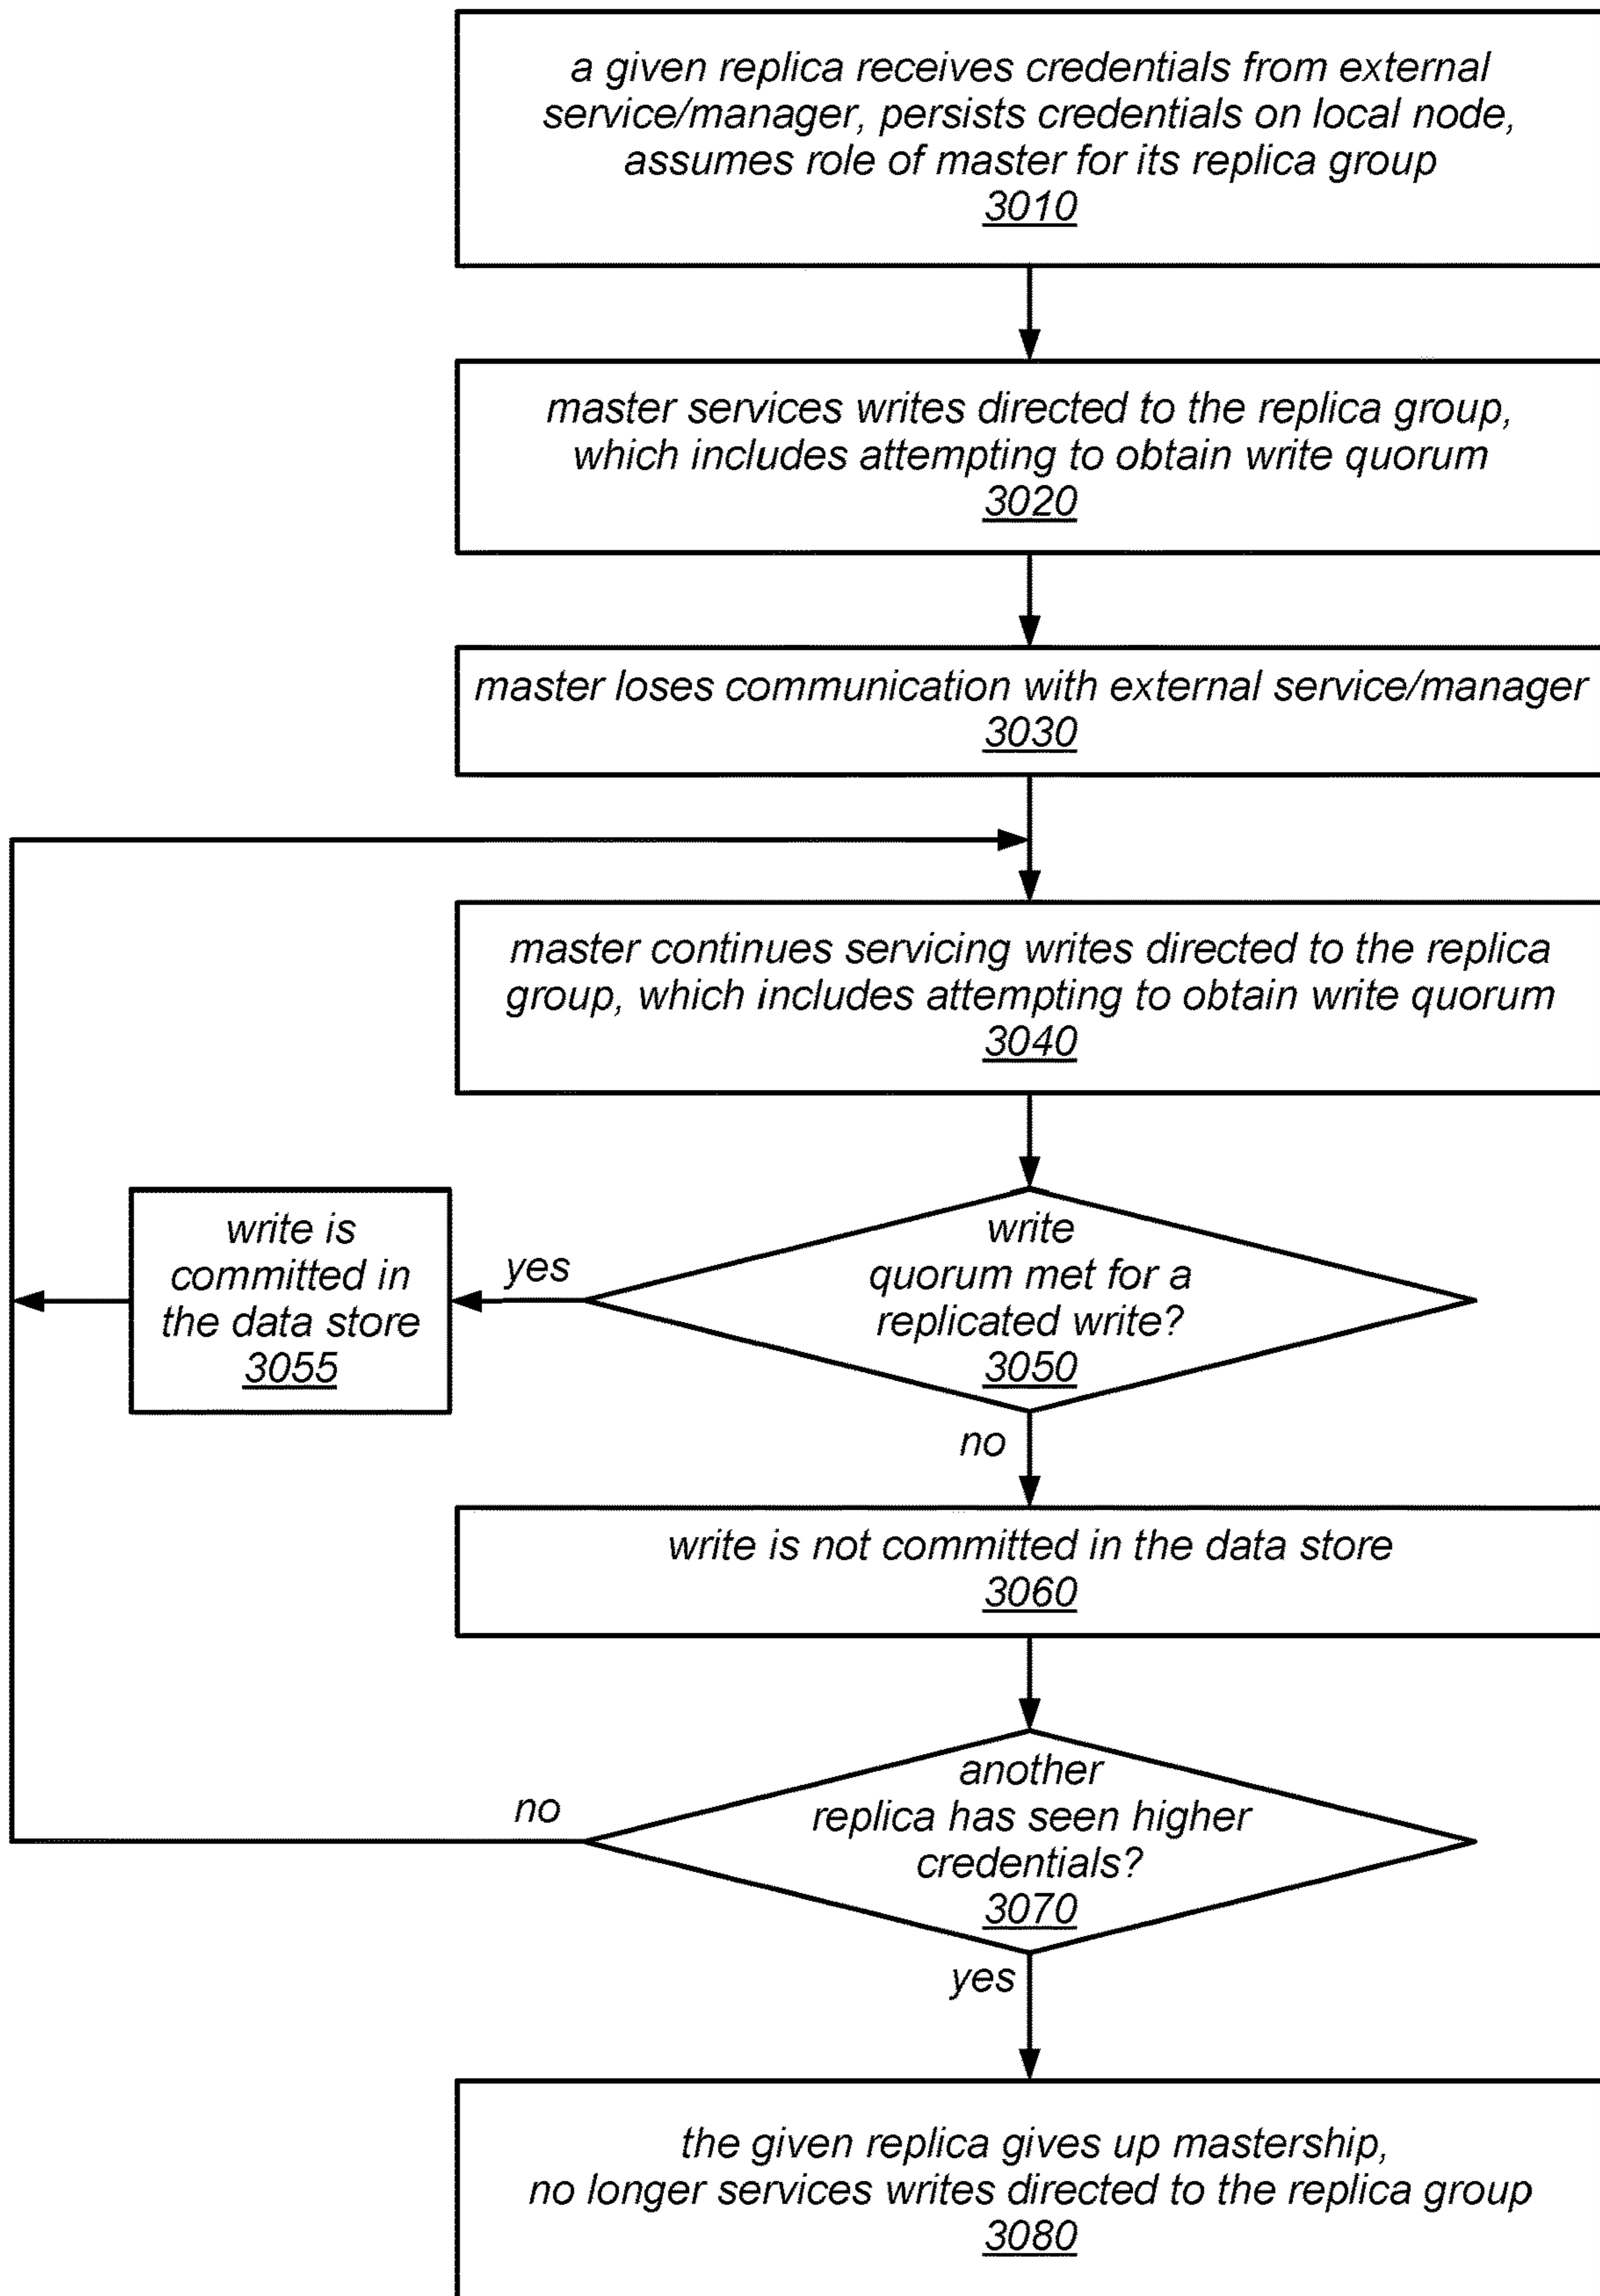 a given replica receives credentials from external
service/manager, persists credentials on local node,
assumes role of master for its replica group
3010
master services writes directed to the replica group,
which includes attempting to obtain write quorum
3020
master loses communication with external service/manager
3030
master continues servicing writes directed to the replica
group, which includes attempting to obtain write quorum
3040
write
quorum met for a
replicated write?
3050
yes
write is
committed in
the data store
3055
no
write is not committed in the data store
3060
another
replica has seen higher
credentials?
3070
no
yes
the given replica gives up mastership,
no longer services writes directed to the replica group
3080